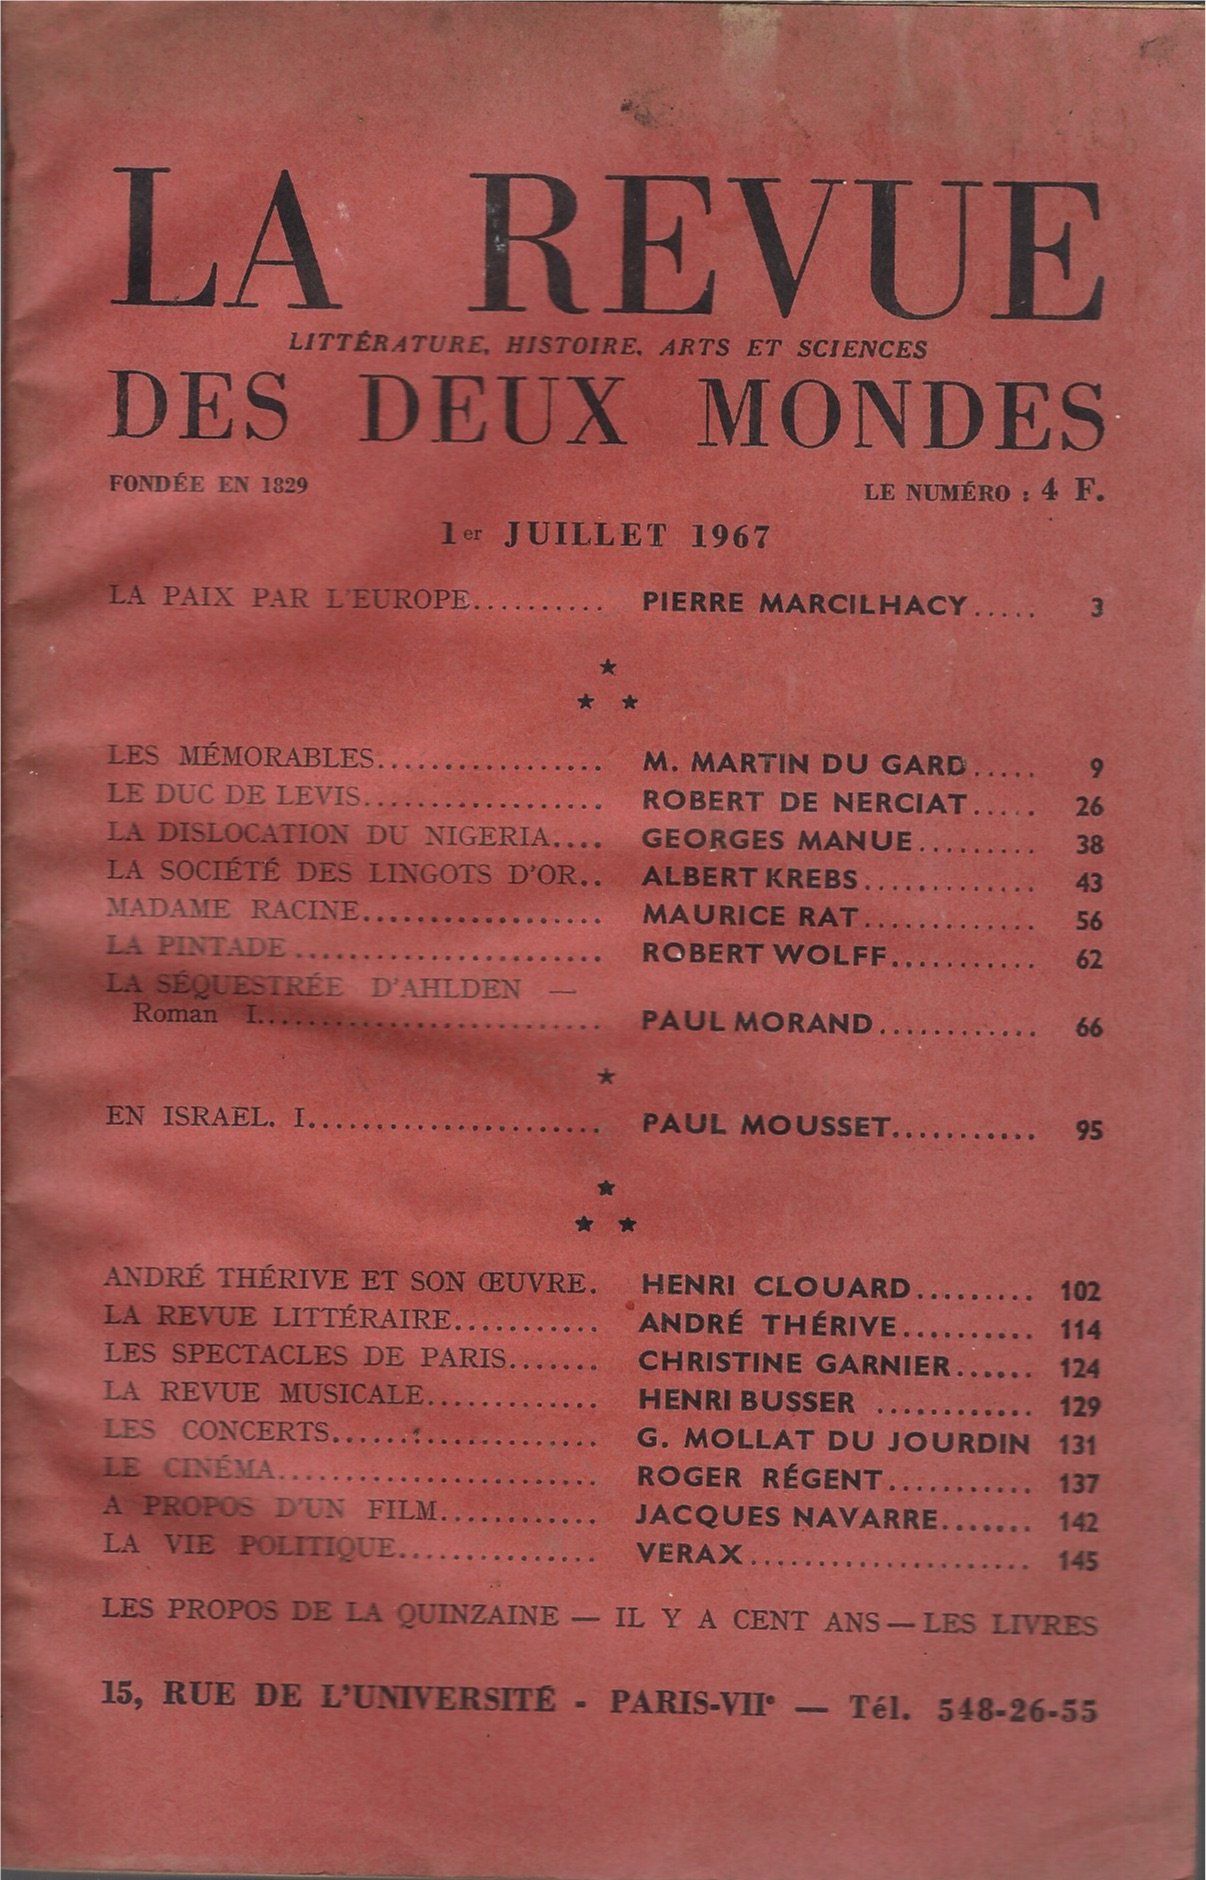 LA REVUE
LITTÉRATURE, HISTOIRE, ARTS ET SCIENCES
DES DEUX MONDES
FONDÉE EN 1829 LE NUMÉRO : 4 F.
1er JUILLET 1967
LA PAIX PAR L'EUROPE.......... PIERRE MARCILHACY..... 3
LES MÉMORABLES................. M. MARTIN DU GARD..... 9
LE DUC DE LEVIS.................. ROBERT DE NERCIAT..... 26
LA DISLOCATION DU NIGERIA.... GEORGES MANUE......... 38
LA SOCIÉTÉ DES LINGOTS D'OR.. ALBERT KREBS............. 43
MADAME RACINE.................. MAURICE RAT............. 56
LA PINTADE....................... ROBERT WOLFF........... 62
LA SÉQUESTRÉE D'AHLDEN —
Roman I.......................... PAUL MORAND............ 66
EN ISRAEL. I...................... PAUL MOUSSET........... 95
ANDRÉ THÉRIVE ET SON ŒUVRE. HENRI CLOUARD......... 102
LA REVUE LITTÉRAIRE........... ANDRÉ THÉRIVE.......... 114
LES SPECTACLES DE PARIS....... CHRISTINE GARNIER...... 124
LA REVUE MUSICALE............. HENRI BUSSER ............ 129
LES CONCERTS.................... G. MOLLAT DU JOURDIN 131
LE CINÉMA........................ ROGER RÉGENT........... 137
A PROPOS D'UN FILM............ JACQUES NAVARRE....... 142
LA VIE POLITIQUE............... VERAX..................... 145
LES PROPOS DE LA QUINZAINE — IL Y A CENT ANS — LES LIVRES
15, RUE DE L'UNIVERSITÉ - PARIS-VIIe — Tél. 548-26-55